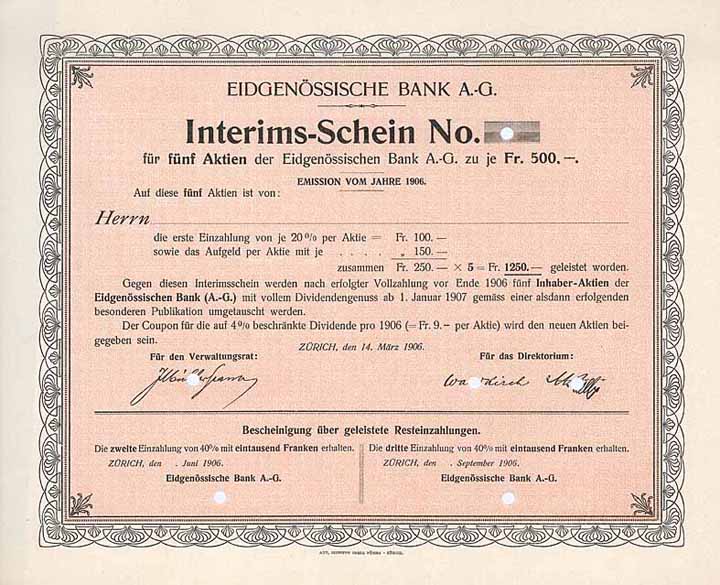 EIDGENÖSSISCHE BANK A.-G.
Interims-Schein No.
für fünf Aktien der Eidgenössischen Bank A.-G. zu je Fr. 500.—.
EMISSION VOM JAHRE 1906.
Auf diese fünf Aktien ist von:
Herrn
die erste Einzahlung von je 20% per Aktie = Fr. 100.—
sowie das Aufgeld per Aktie mit je . . . . „ 150.—
zusammen Fr. 250.— × 5 = Fr. 1250.— geleistet worden.
Gegen diesen Interimsschein werden nach erfolgter Vollzahlung vor Ende 1906 fünf Inhaber-Aktien der
Eidgenössischen Bank (A.-G.) mit vollem Dividendengenuss ab 1. Januar 1907 gemäss einer alsdann erfolgenden
besonderen Publikation umgetauscht werden.
Der Coupon für die auf 4% beschränkte Dividende pro 1906 (= Fr. 9.— per Aktie) wird den neuen Aktien bei-
gegeben sein.
ZÜRICH, den 14. März 1906.
Für den Verwaltungsrat:
Für das Direktorium:
Bescheinigung über geleistete Resteinzahlungen.
Die zweite Einzahlung von 40% mit eintausend Franken erhalten.
ZÜRICH, den . Juni 1906.
Eidgenössische Bank A.-G.
Die dritte Einzahlung von 40% mit eintausend Franken erhalten.
ZÜRICH, den . September 1906.
Eidgenössische Bank A.-G.